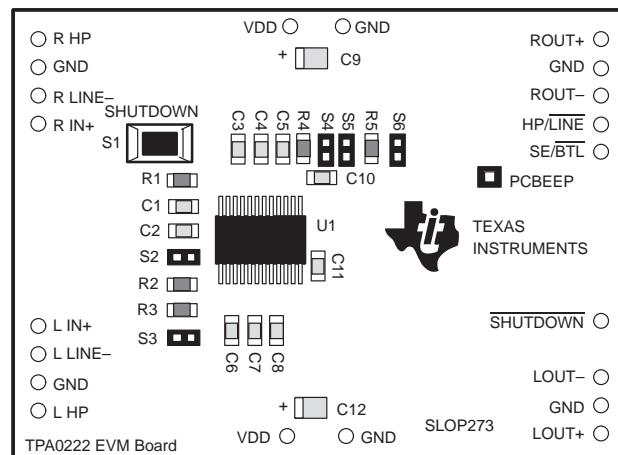 VDD GND
R HP
GND
R LINE–
R IN+
+ C9
ROUT+
GND
ROUT–
HP/LINE
SE/BTL
SHUTDOWN
S1
C3 C4 C5 R4 S4 S5 R5 S6
C10
PCBEEP
R1
C1
C2
S2
R2
R3
S3
U1
C11
TEXAS
INSTRUMENTS
ti
C6 C7 C8
L IN+
L LINE–
GND
L HP
SHUTDOWN
LOUT–
GND
LOUT+
+ C12
SLOP273
VDD GND
TPA0222 EVM Board